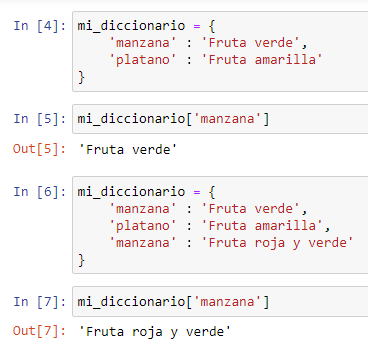 In [4]: mi_diccionario = {
'manzana' : 'Fruta verde',
'platano' : 'Fruta amarilla'
}
In [5]: mi_diccionario['manzana']
Out[5]: 'Fruta verde'
In [6]: mi_diccionario = {
'manzana' : 'Fruta verde',
'platano' : 'Fruta amarilla',
'manzana' : 'Fruta roja y verde'
}
In [7]: mi_diccionario['manzana']
Out[7]: 'Fruta roja y verde'